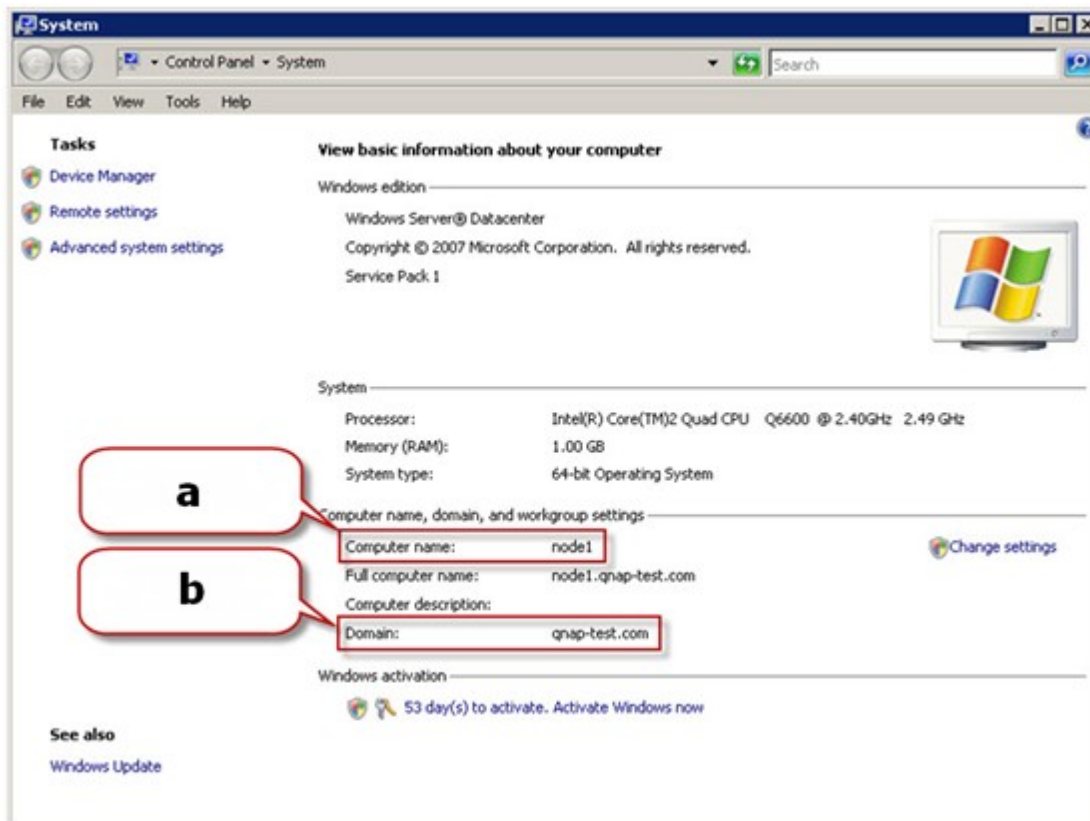 System
Control Panel System
Search
File Edit View Tools Help
Tasks
Device Manager
Remote settings
Advanced system settings
View basic information about your computer
Windows edition
Windows Server® Datacenter
Copyright © 2007 Microsoft Corporation. All rights reserved.
Service Pack 1
System
Processor: Intel(R) Core(TM)2 Quad CPU Q6600 @ 2.40GHz 2.49 GHz
Memory (RAM): 1.00 GB
System type: 64-bit Operating System
a
Computer name, domain, and workgroup settings
Computer name: node1
Change settings
Full computer name: node1.qnap-test.com
b
Computer description:
Domain: qnap-test.com
Windows activation
53 day(s) to activate. Activate Windows now
See also
Windows Update